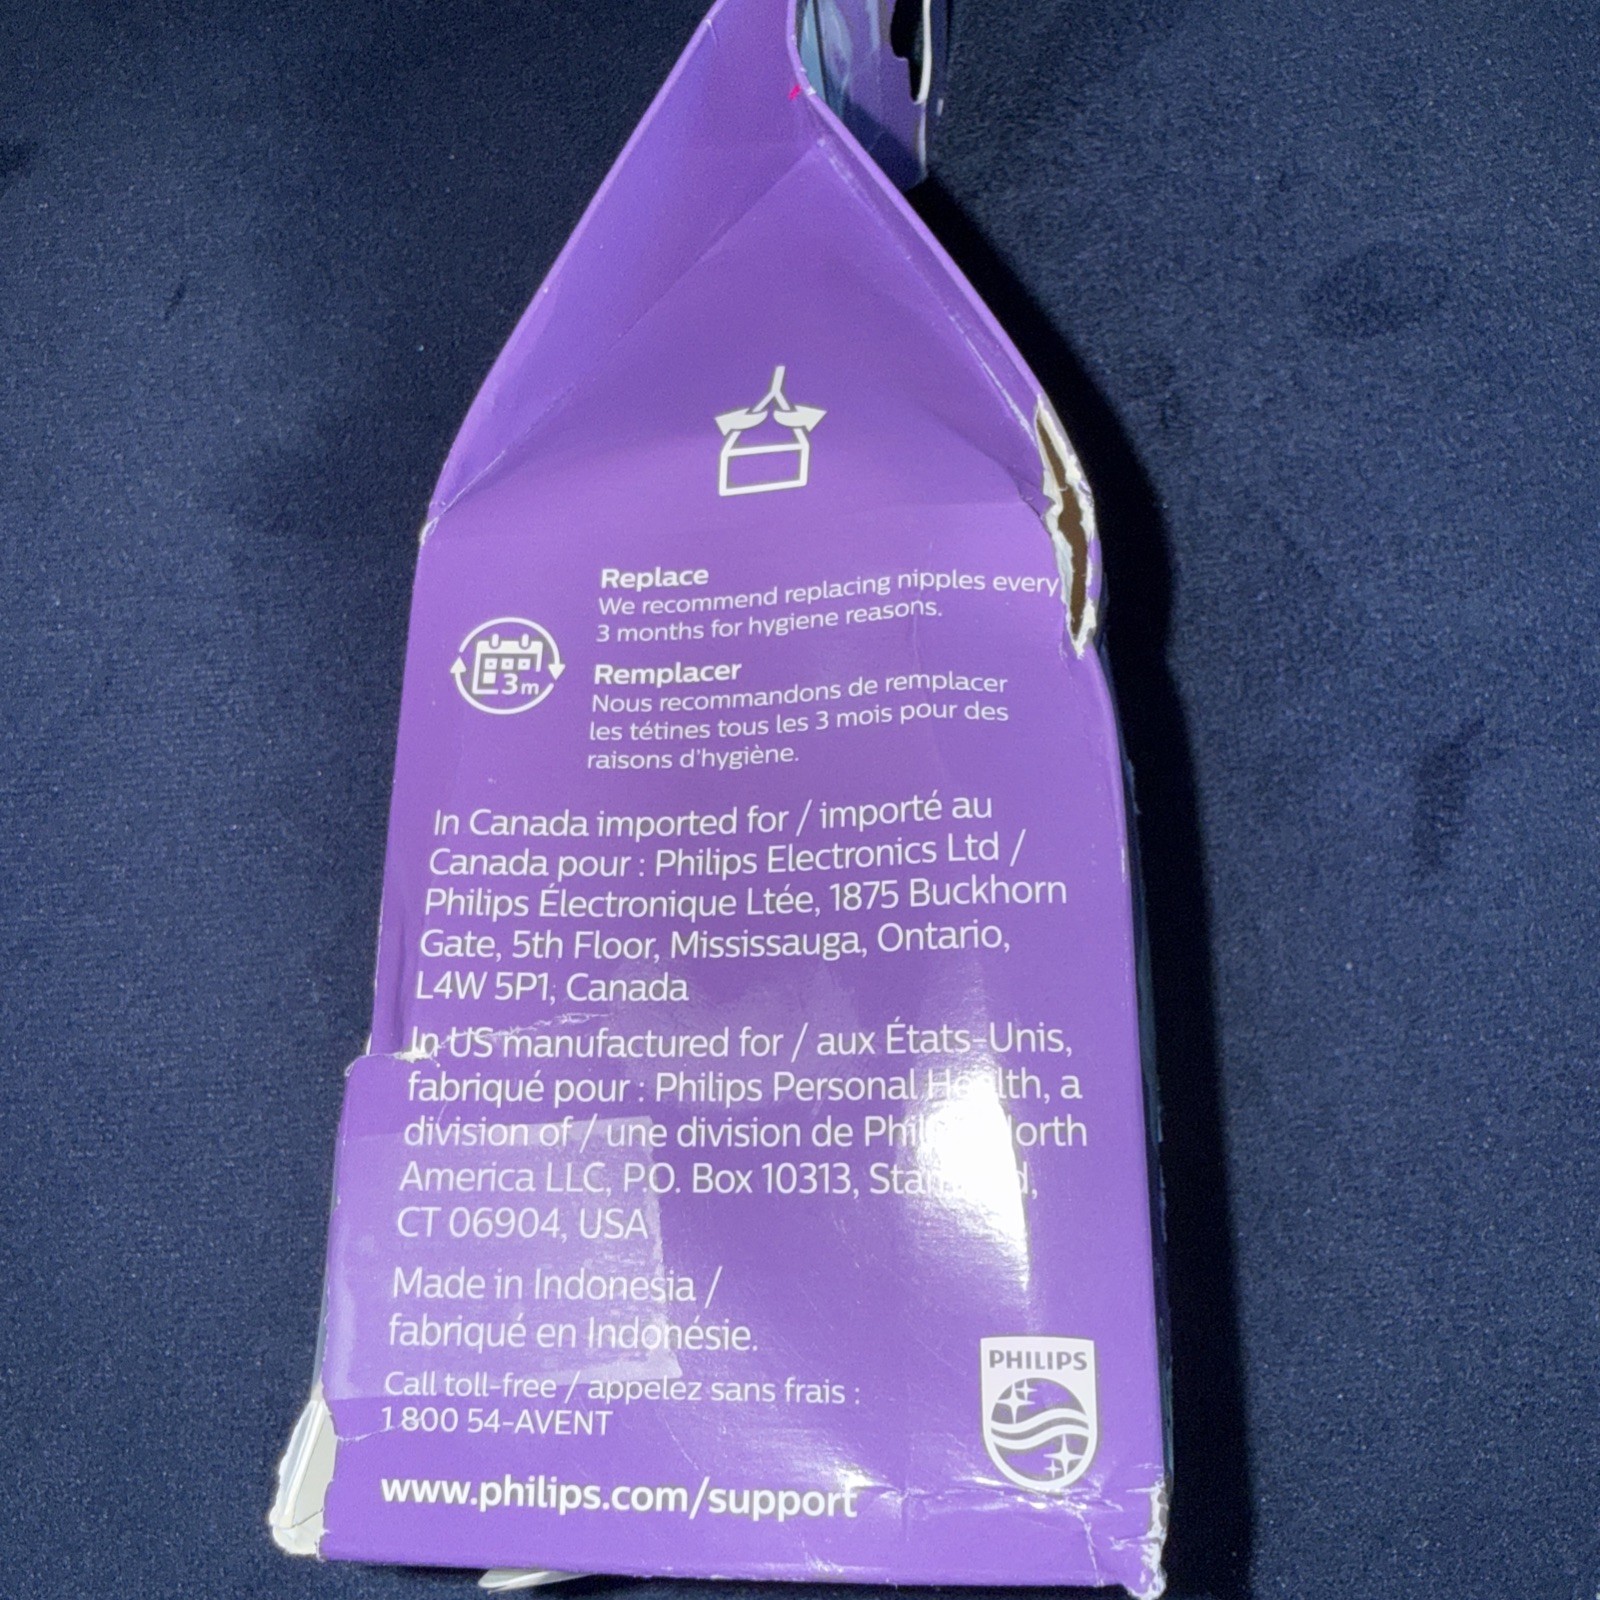 Replace
We recommend replacing nipples every
3 months for hygiene reasons.
3m
Remplacer
Nous recommandons de remplacer
les tétines tous les 3 mois pour des
raisons d'hygiène.
In Canada imported for / importé au
Canada pour : Philips Electronics Ltd /
Philips Électronique Ltée, 1875 Buckhorn
Gate, 5th Floor, Mississauga, Ontario,
L4W 5P1, Canada
In US manufactured for / aux États-Unis,
fabriqué pour : Philips Personal Health, a
division of / une division de
America LLC, P.O. Box 10313,
CT 06904, USA
Made in Indonesia /
fabriqué en Indonésie.
Call toll-free / appelez sans frais :
1 800 54-AVENT
www.philips.com/support
PHILIPS